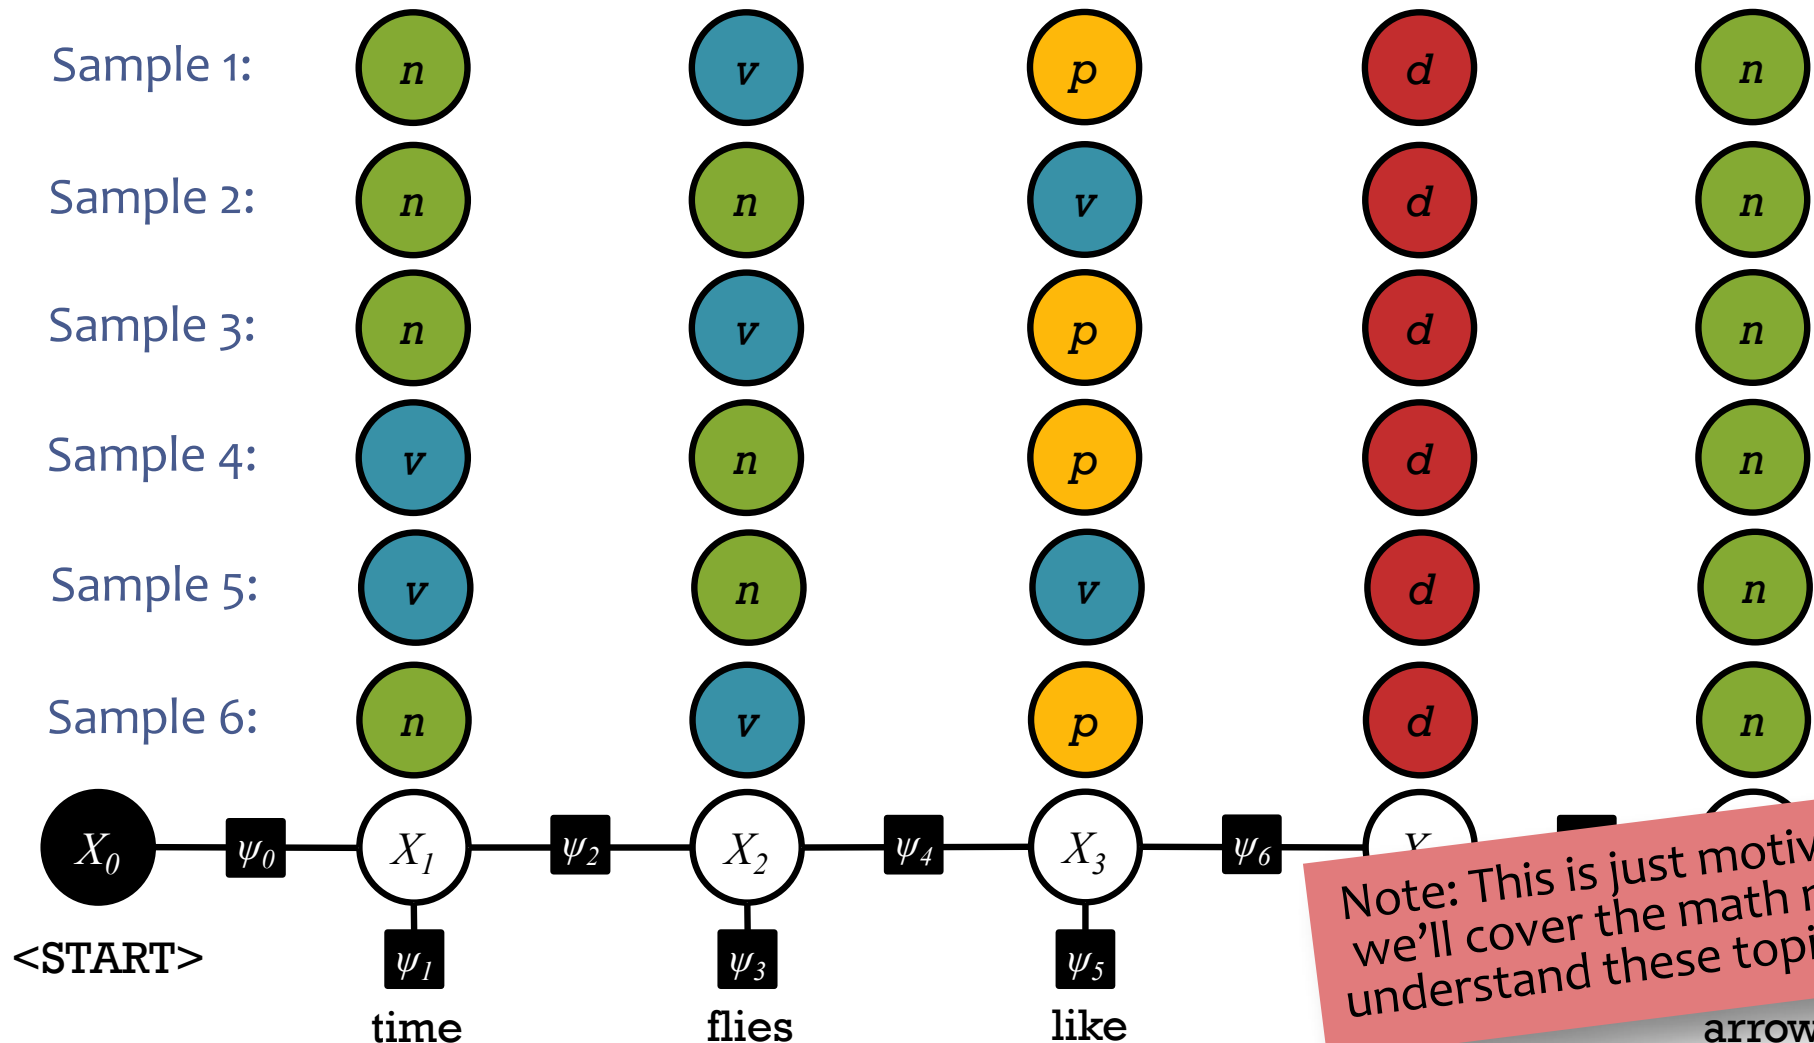 Sample 1: n v p d n
Sample 2: n n v d n
Sample 3: n v p d n
Sample 4: v n p d n
Sample 5: v n v d n
Sample 6: n v p d n
X₀ ψ₀ X₁ ψ₂ X₂ ψ₄ X₃ ψ₆
<START> ψ₁ ψ₃ ψ₅
time flies like arrow
Note: This is just
we'll cover the math
understand these